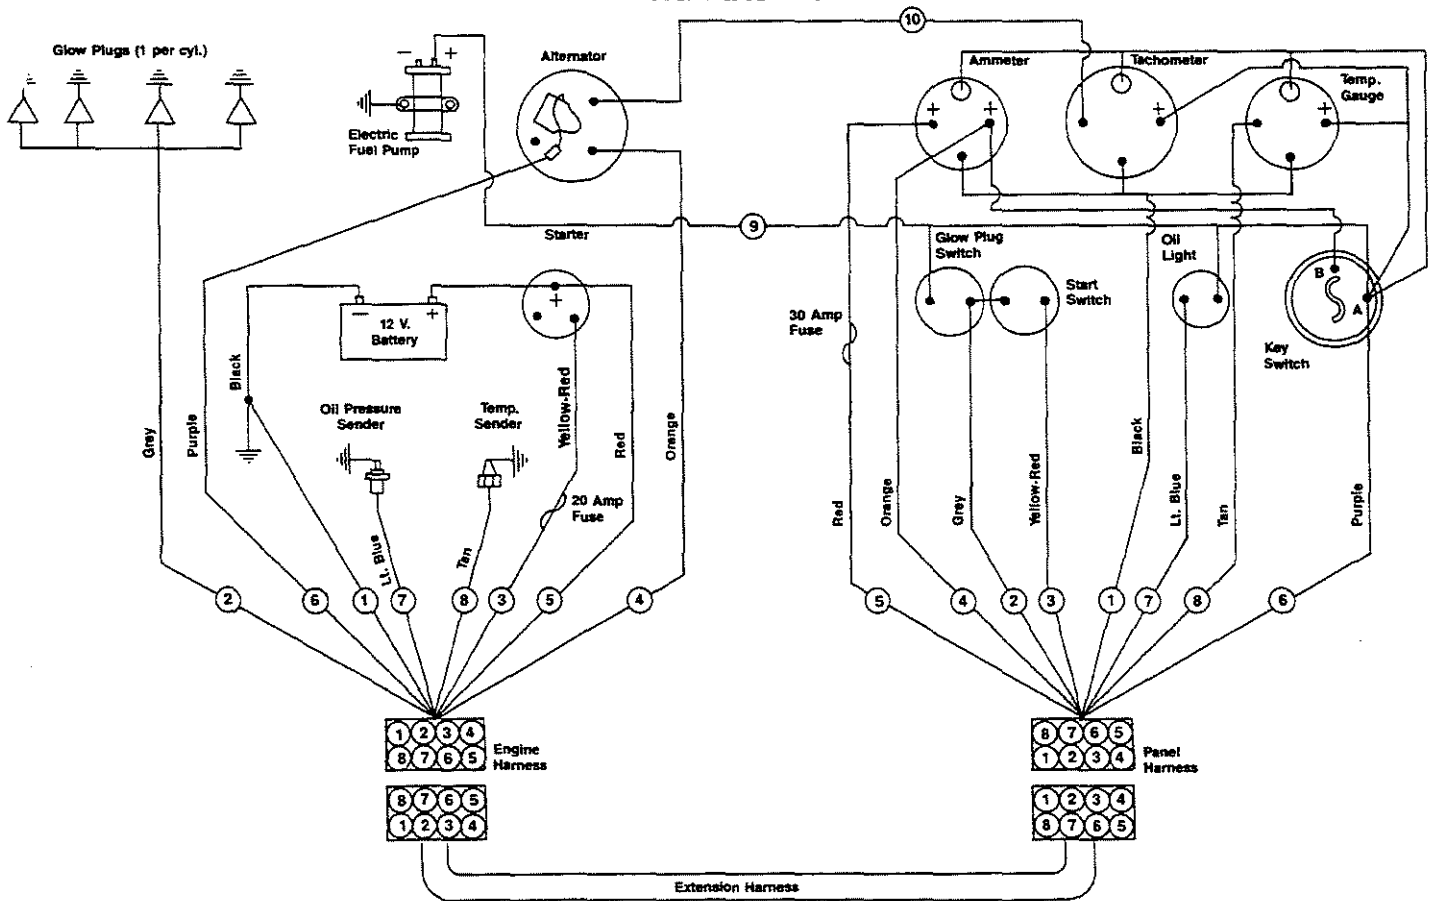 10
Glow Plugs (1 per cyl.)
− +
Alternator
Ammeter
Tachometer
Temp.
Gauge
Electric
Fuel Pump
+ + + +
9
Starter
Glow Plug
Switch
Oil
Light
Start
Switch
B
A
Key
Switch
− +
12 V.
Battery
+
30 Amp
Fuse
Black
Oil Pressure
Sender
Temp.
Sender
Yellow-Red
Grey
Purple
Red
Orange
20 Amp
Fuse
Lt. Blue
Tan
Red
Orange
Grey
Yellow-Red
Black
Lt. Blue
Tan
Purple
2 6 1 7 8 3 5 4
5 4 2 3 1 7 8 6
1 2 3 4
8 7 6 5
Engine
Harness
8 7 6 5
1 2 3 4
Panel
Harness
8 7 6 5
1 2 3 4
1 2 3 4
8 7 6 5
Extension Harness